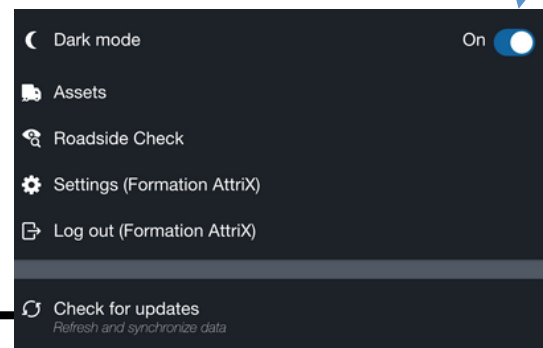 Dark mode On
Assets
Roadside Check
Settings (Formation AttriX)
Log out (Formation AttriX)
Check for updates
Refresh and synchronize data